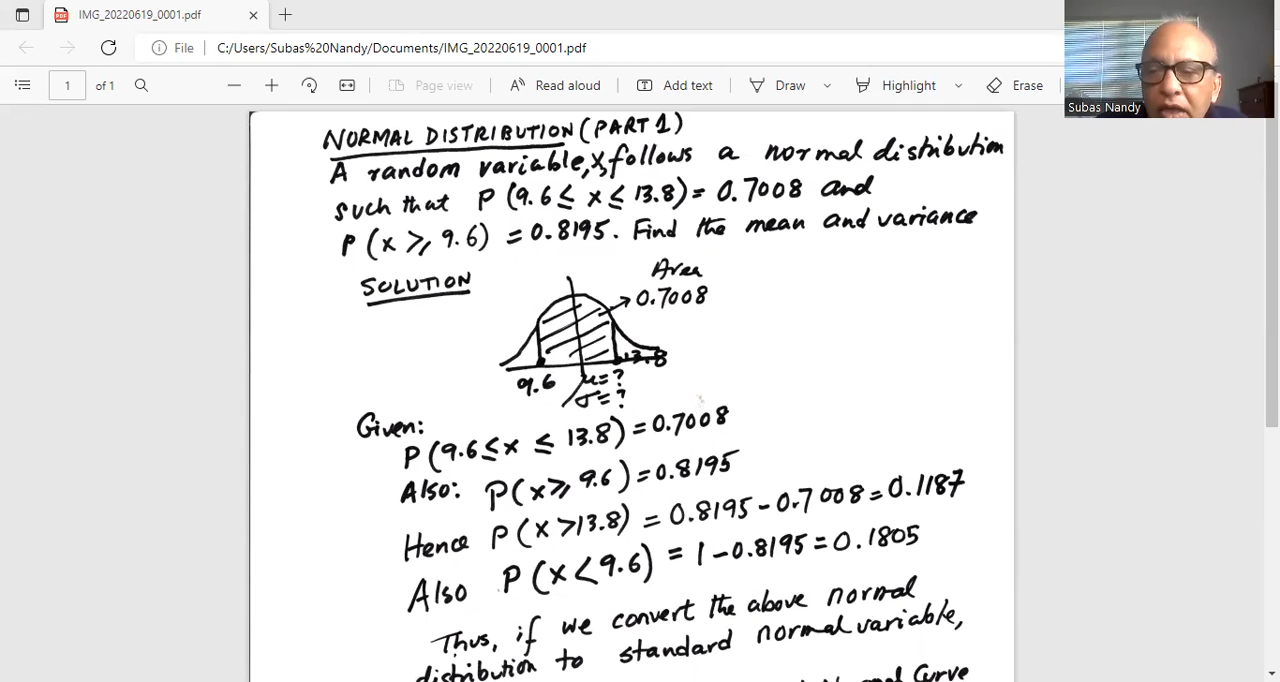 IMG_20220619_0001.pdf
File C:/Users/Subas%20Nandy/Documents/IMG_20220619_0001.pdf
1 of 1 Page view Read aloud Add text Draw Highlight Erase
Subas Nandy
NORMAL DISTRIBUTION (PART 1)
A random variable, X, follows a normal distribution
such that P(9.6 ≤ x ≤ 13.8) = 0.7008 and
P(x ≥ 9.6) = 0.8195. Find the mean and variance
SOLUTION
Area
0.7008
13.8
9.6 μ = ?
σ = ?
Given:
P(9.6 ≤ x ≤ 13.8) = 0.7008
Also: P(x ≥ 9.6) = 0.8195
Hence P(x > 13.8) = 0.8195 - 0.7008 = 0.1187
Also P(x < 9.6) = 1 - 0.8195 = 0.1805
Thus, if we convert the above normal
distribution to standard normal variable,
Normal Curve